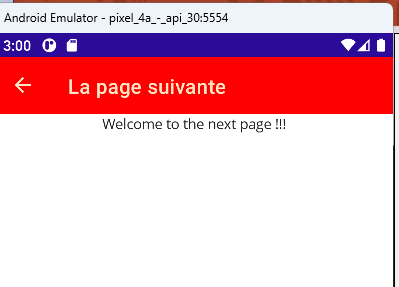 Android Emulator - pixel_4a_-_api_30:5554
3:00
La page suivante
Welcome to the next page !!!